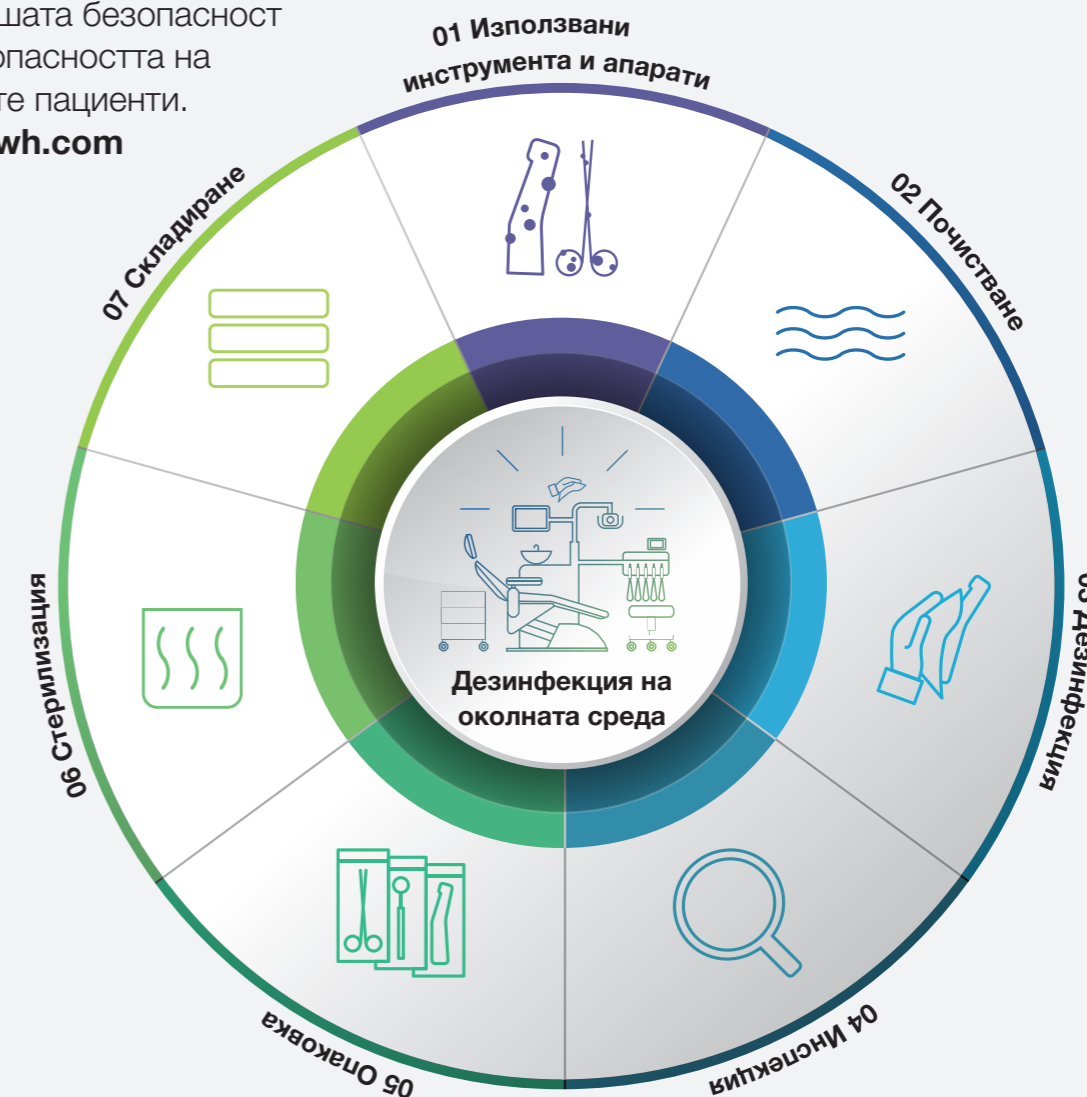 шата безопасност
опасността на
те пациенти.
wh.com
01 Използвани
инструмента и апарати
02 Почистване
03 Дезинфекция
04 Инспекция
05 Опаковка
06 Стерилизация
07 Складиране
Дезинфекция на
околната среда